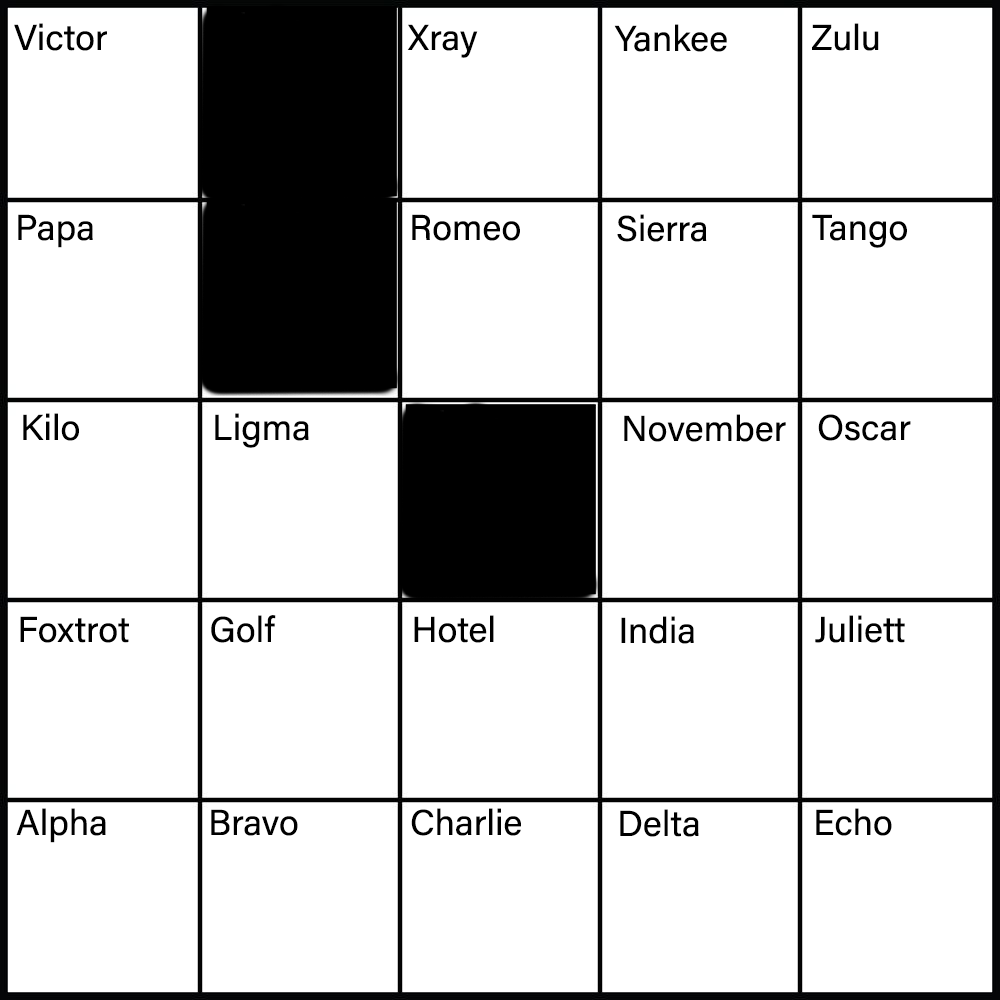 Victor Xray Yankee Zulu
Papa Romeo Sierra Tango
Kilo Ligma November Oscar
Foxtrot Golf Hotel India Juliett
Alpha Bravo Charlie Delta Echo